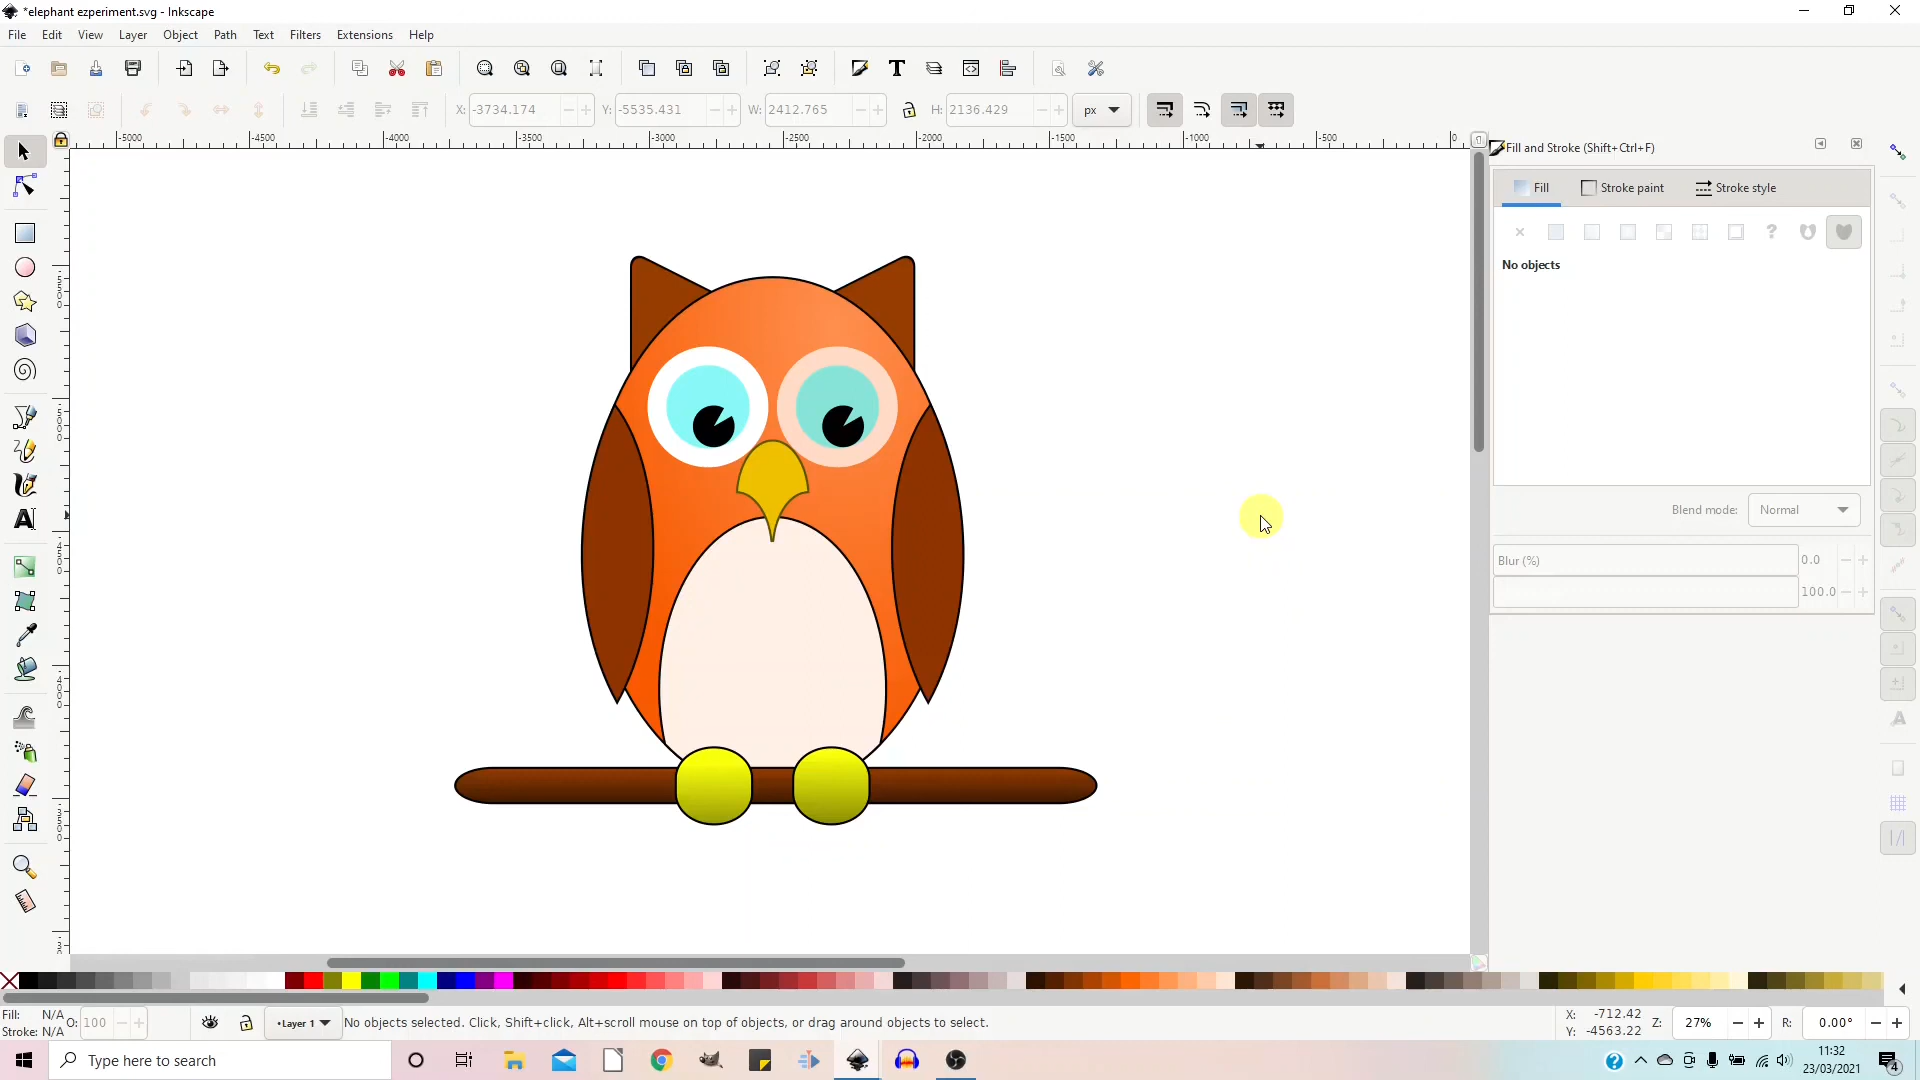 *elephant ezperiment.svg - Inkscape
File Edit View Layer Object Path Text Filters Extensions Help
X: -3734.174 Y: -5535.431 W: 2412.765 H: 2136.429 px
-5000 -4500 -4000 -3500 -3000 -2500 -2000 -1500 -1000 -500 0
Fill and Stroke (Shift+Ctrl+F)
Fill Stroke paint Stroke style
No objects
Blend mode: Normal
Blur (%) 0.0
100.0
Fill: N/A
Stroke: N/A
O: 100
•Layer 1
No objects selected. Click, Shift+click, Alt+scroll mouse on top of objects, or drag around objects to select.
X: -712.42
Y: -4563.22
Z: 27% R: 0.00°
Type here to search
11:32
23/03/2021
4